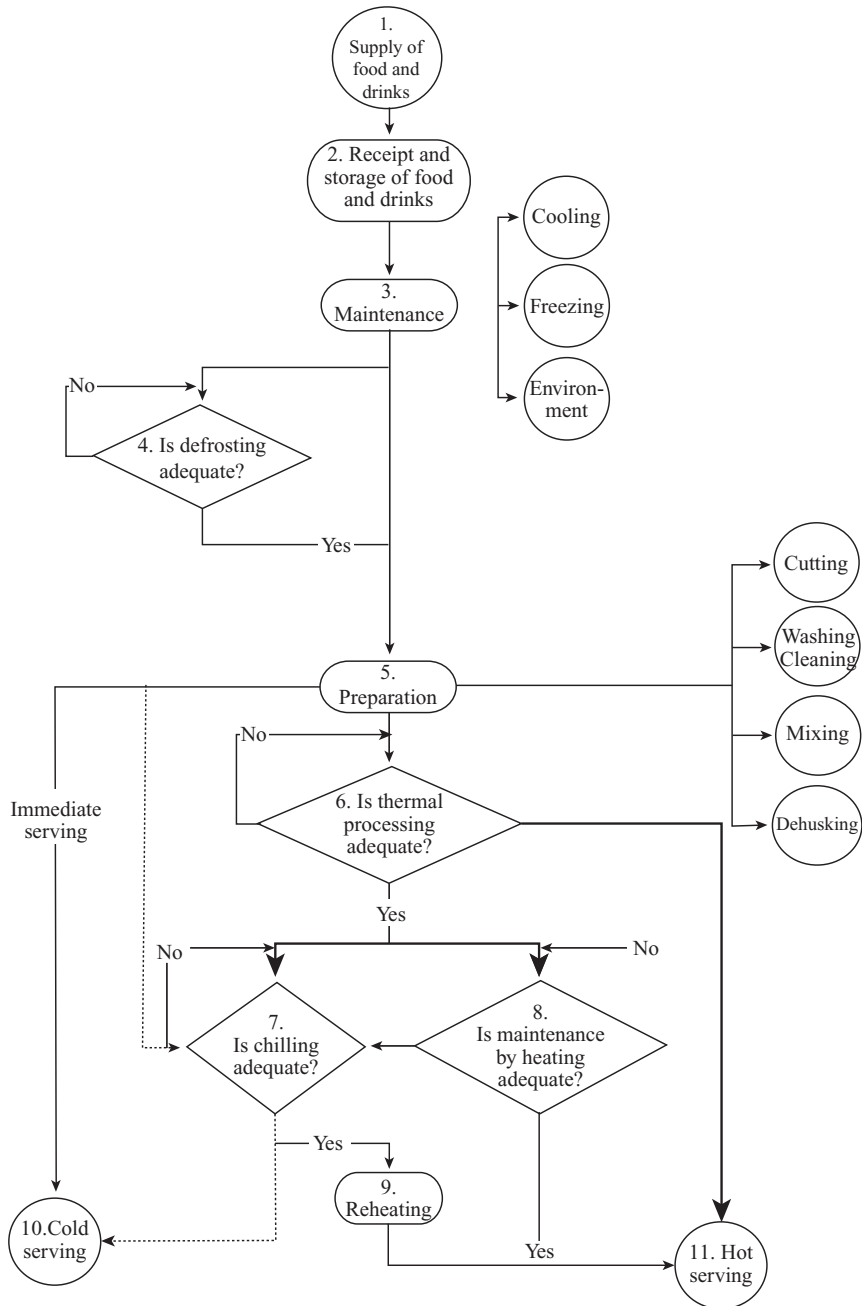 1.
Supply of
food and
drinks
2. Receipt and
storage of food
and drinks
Cooling
3.
Maintenance
Freezing
Environ-
ment
No
4. Is defrosting
adequate?
Yes
Cutting
Washing
Cleaning
5.
Preparation
Mixing
No
Immediate
serving
6. Is thermal
processing
adequate?
Dehusking
Yes
No
No
7.
Is chilling
adequate?
8.
Is maintenance
by heating
adequate?
Yes
9.
Reheating
10.Cold
serving
Yes
11. Hot
serving